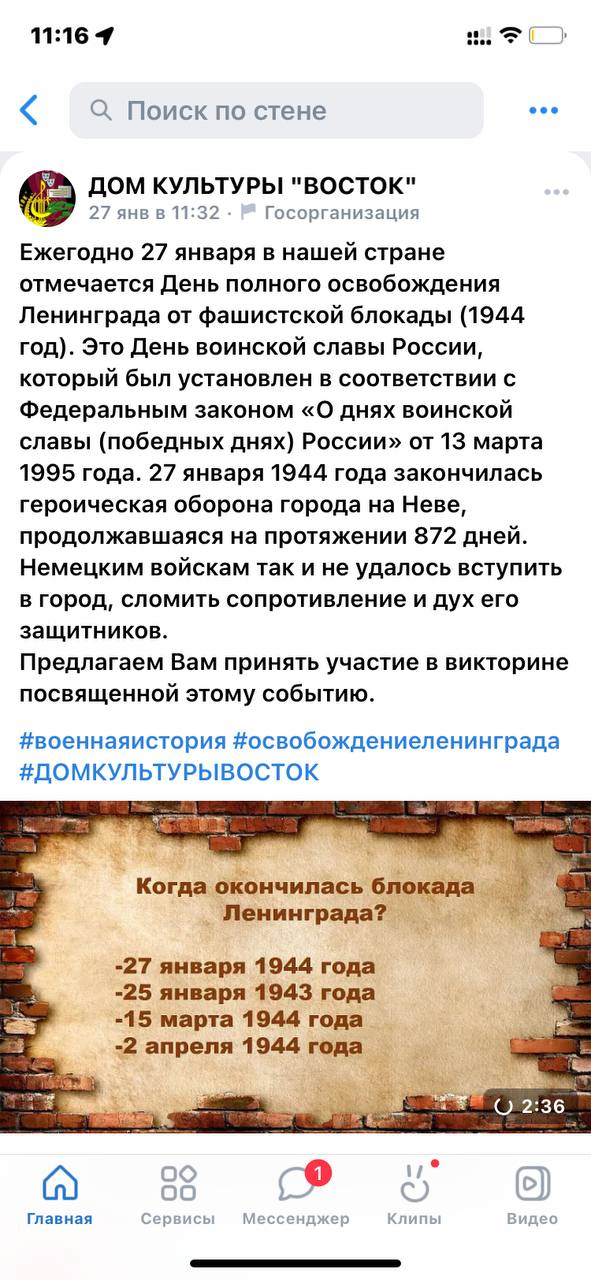 11:16
Поиск по стене
ДОМ КУЛЬТУРЫ "ВОСТОК"
27 янв в 11:32 · Госорганизация
Ежегодно 27 января в нашей стране
отмечается День полного освобождения
Ленинграда от фашистской блокады (1944
год). Это День воинской славы России,
который был установлен в соответствии с
Федеральным законом «О днях воинской
славы (победных днях) России» от 13 марта
1995 года. 27 января 1944 года закончилась
героическая оборона города на Неве,
продолжавшаяся на протяжении 872 дней.
Немецким войскам так и не удалось вступить
в город, сломить сопротивление и дух его
защитников.
Предлагаем Вам принять участие в викторине
посвященной этому событию.
#военнаяистория #освобождениеленинграда
#ДОМКУЛЬТУРЫВОСТОК
Когда окончилась блокада
Ленинграда?
-27 января 1944 года
-25 января 1943 года
-15 марта 1944 года
-2 апреля 1944 года
2:36
1
Главная Сервисы Мессенджер Клипы Видео